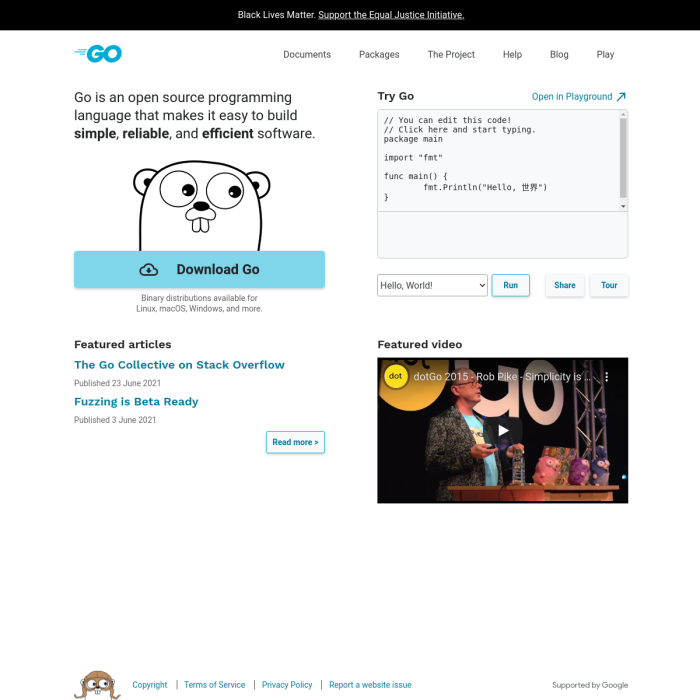 Black Lives Matter. Support the Equal Justice Initiative.
GO
Documents
Packages
The Project
Help
Blog
Play
Go is an open source programming
language that makes it easy to build
simple, reliable, and efficient software.
Download Go
Binary distributions available for
Linux, macOS, Windows, and more.
Try Go
Open in Playground
// You can edit this code!
// Click here and start typing.
package main
import "fmt"
func main() {
fmt.Println("Hello, 世界")
}
Hello, World!
Run
Share
Tour
Featured articles
The Go Collective on Stack Overflow
Published 23 June 2021
Fuzzing is Beta Ready
Published 3 June 2021
Read more >
Featured video
dot
dotGo 2015 - Rob Pike - Simplicity is ...
go
Copyright
Terms of Service
Privacy Policy
Report a website issue
Supported by Google